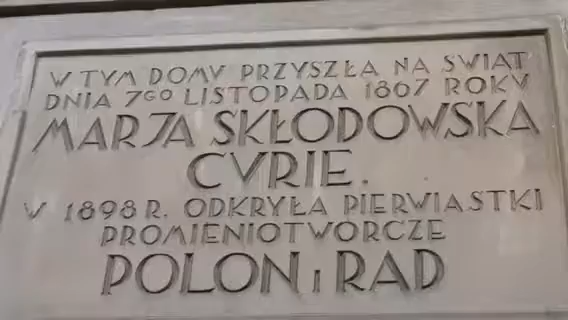 W TYM DOMV PRZYSZŁA NA ŚWIAT
DNIA 7GO LISTOPADA 1867 ROKV
MARJA SKŁODOWSKA
CVRIE.
W 1898 R. ODKRYŁA PIERWIASTKI
PROMIENIOTWÓRCZE
POLON i RAD